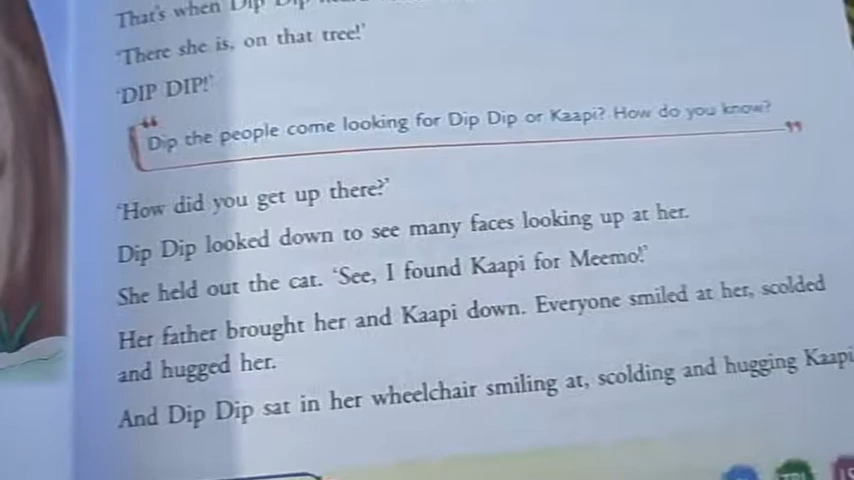 That's when Dip Dip
'There she is, on that tree!'
'DIP DIP!'
“
Dip the people come looking for Dip Dip or Kaapi? How do you know?
”
'How did you get up there?'
Dip Dip looked down to see many faces looking up at her.
She held out the cat. 'See, I found Kaapi for Meemo!'
Her father brought her and Kaapi down. Everyone smiled at her, scolded
and hugged her.
And Dip Dip sat in her wheelchair smiling at, scolding and hugging Kaapi